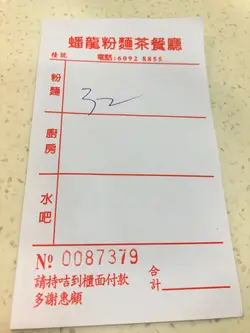 蟠龍粉麵茶餐廳
枱號 電話:6092 8855
粉麵 32
廚房
水吧
№ 0087379
請持咭到櫃面付款 合計
多謝惠顧